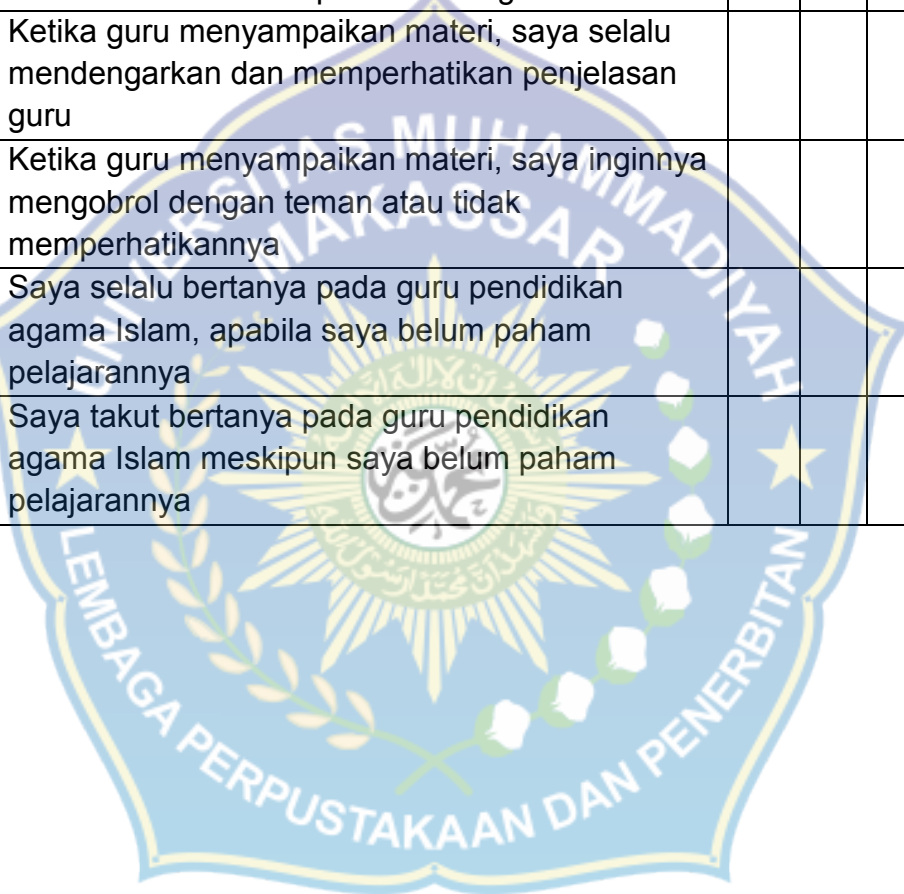 Ketika guru menyampaikan materi, saya selalu
mendengarkan dan memperhatikan penjelasan
guru
Ketika guru menyampaikan materi, saya inginnya
mengobrol dengan teman atau tidak
memperhatikannya
Saya selalu bertanya pada guru pendidikan
agama Islam, apabila saya belum paham
pelajarannya
Saya takut bertanya pada guru pendidikan
agama Islam meskipun saya belum paham
pelajarannya
UNIVERSITAS MUHAMMADIYAH
MAKASSAR
LEMBAGA PERPUSTAKAAN DAN PENERBITAN